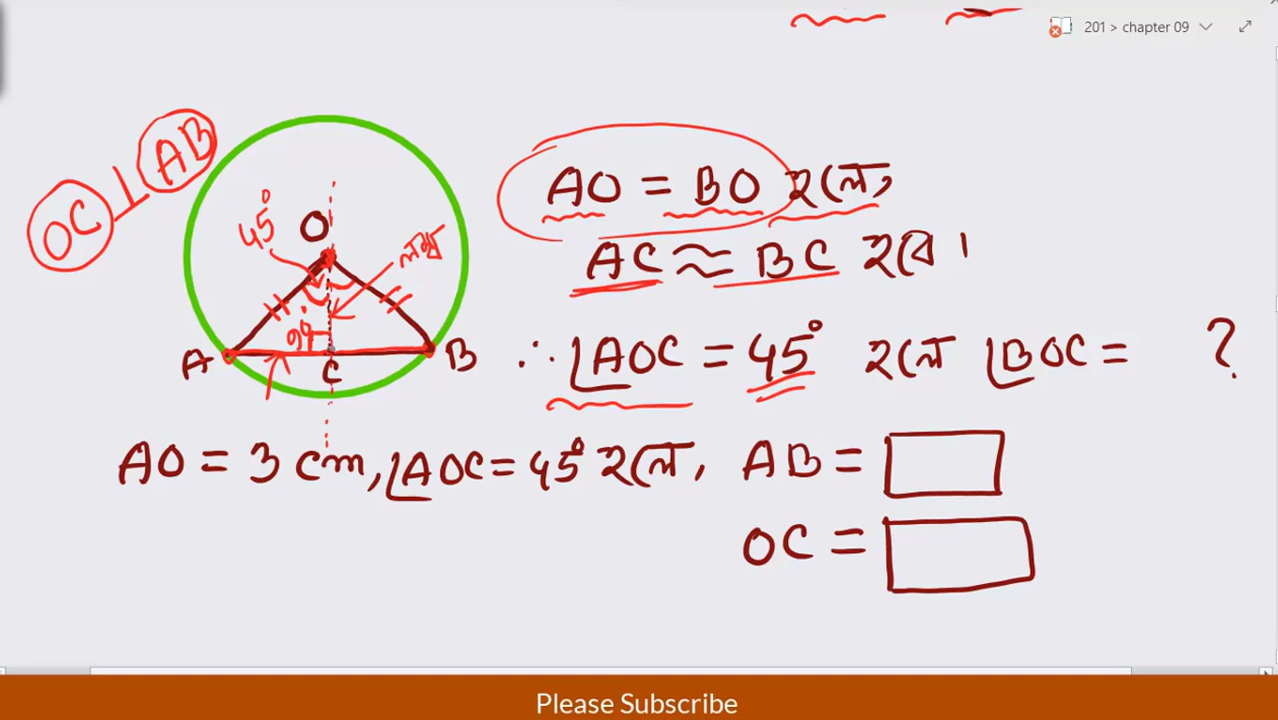 201 > chapter 09
OC ⊥ AB
45°
O
লম্ব
90
A
B
C
AO = BO হলে,
AC ≈ BC হবে।
∴ ∠AOC = 45° হলে ∠BOC = ?
AO = 3 cm, ∠AOC = 45° হলে, AB =
OC =
Please Subscribe